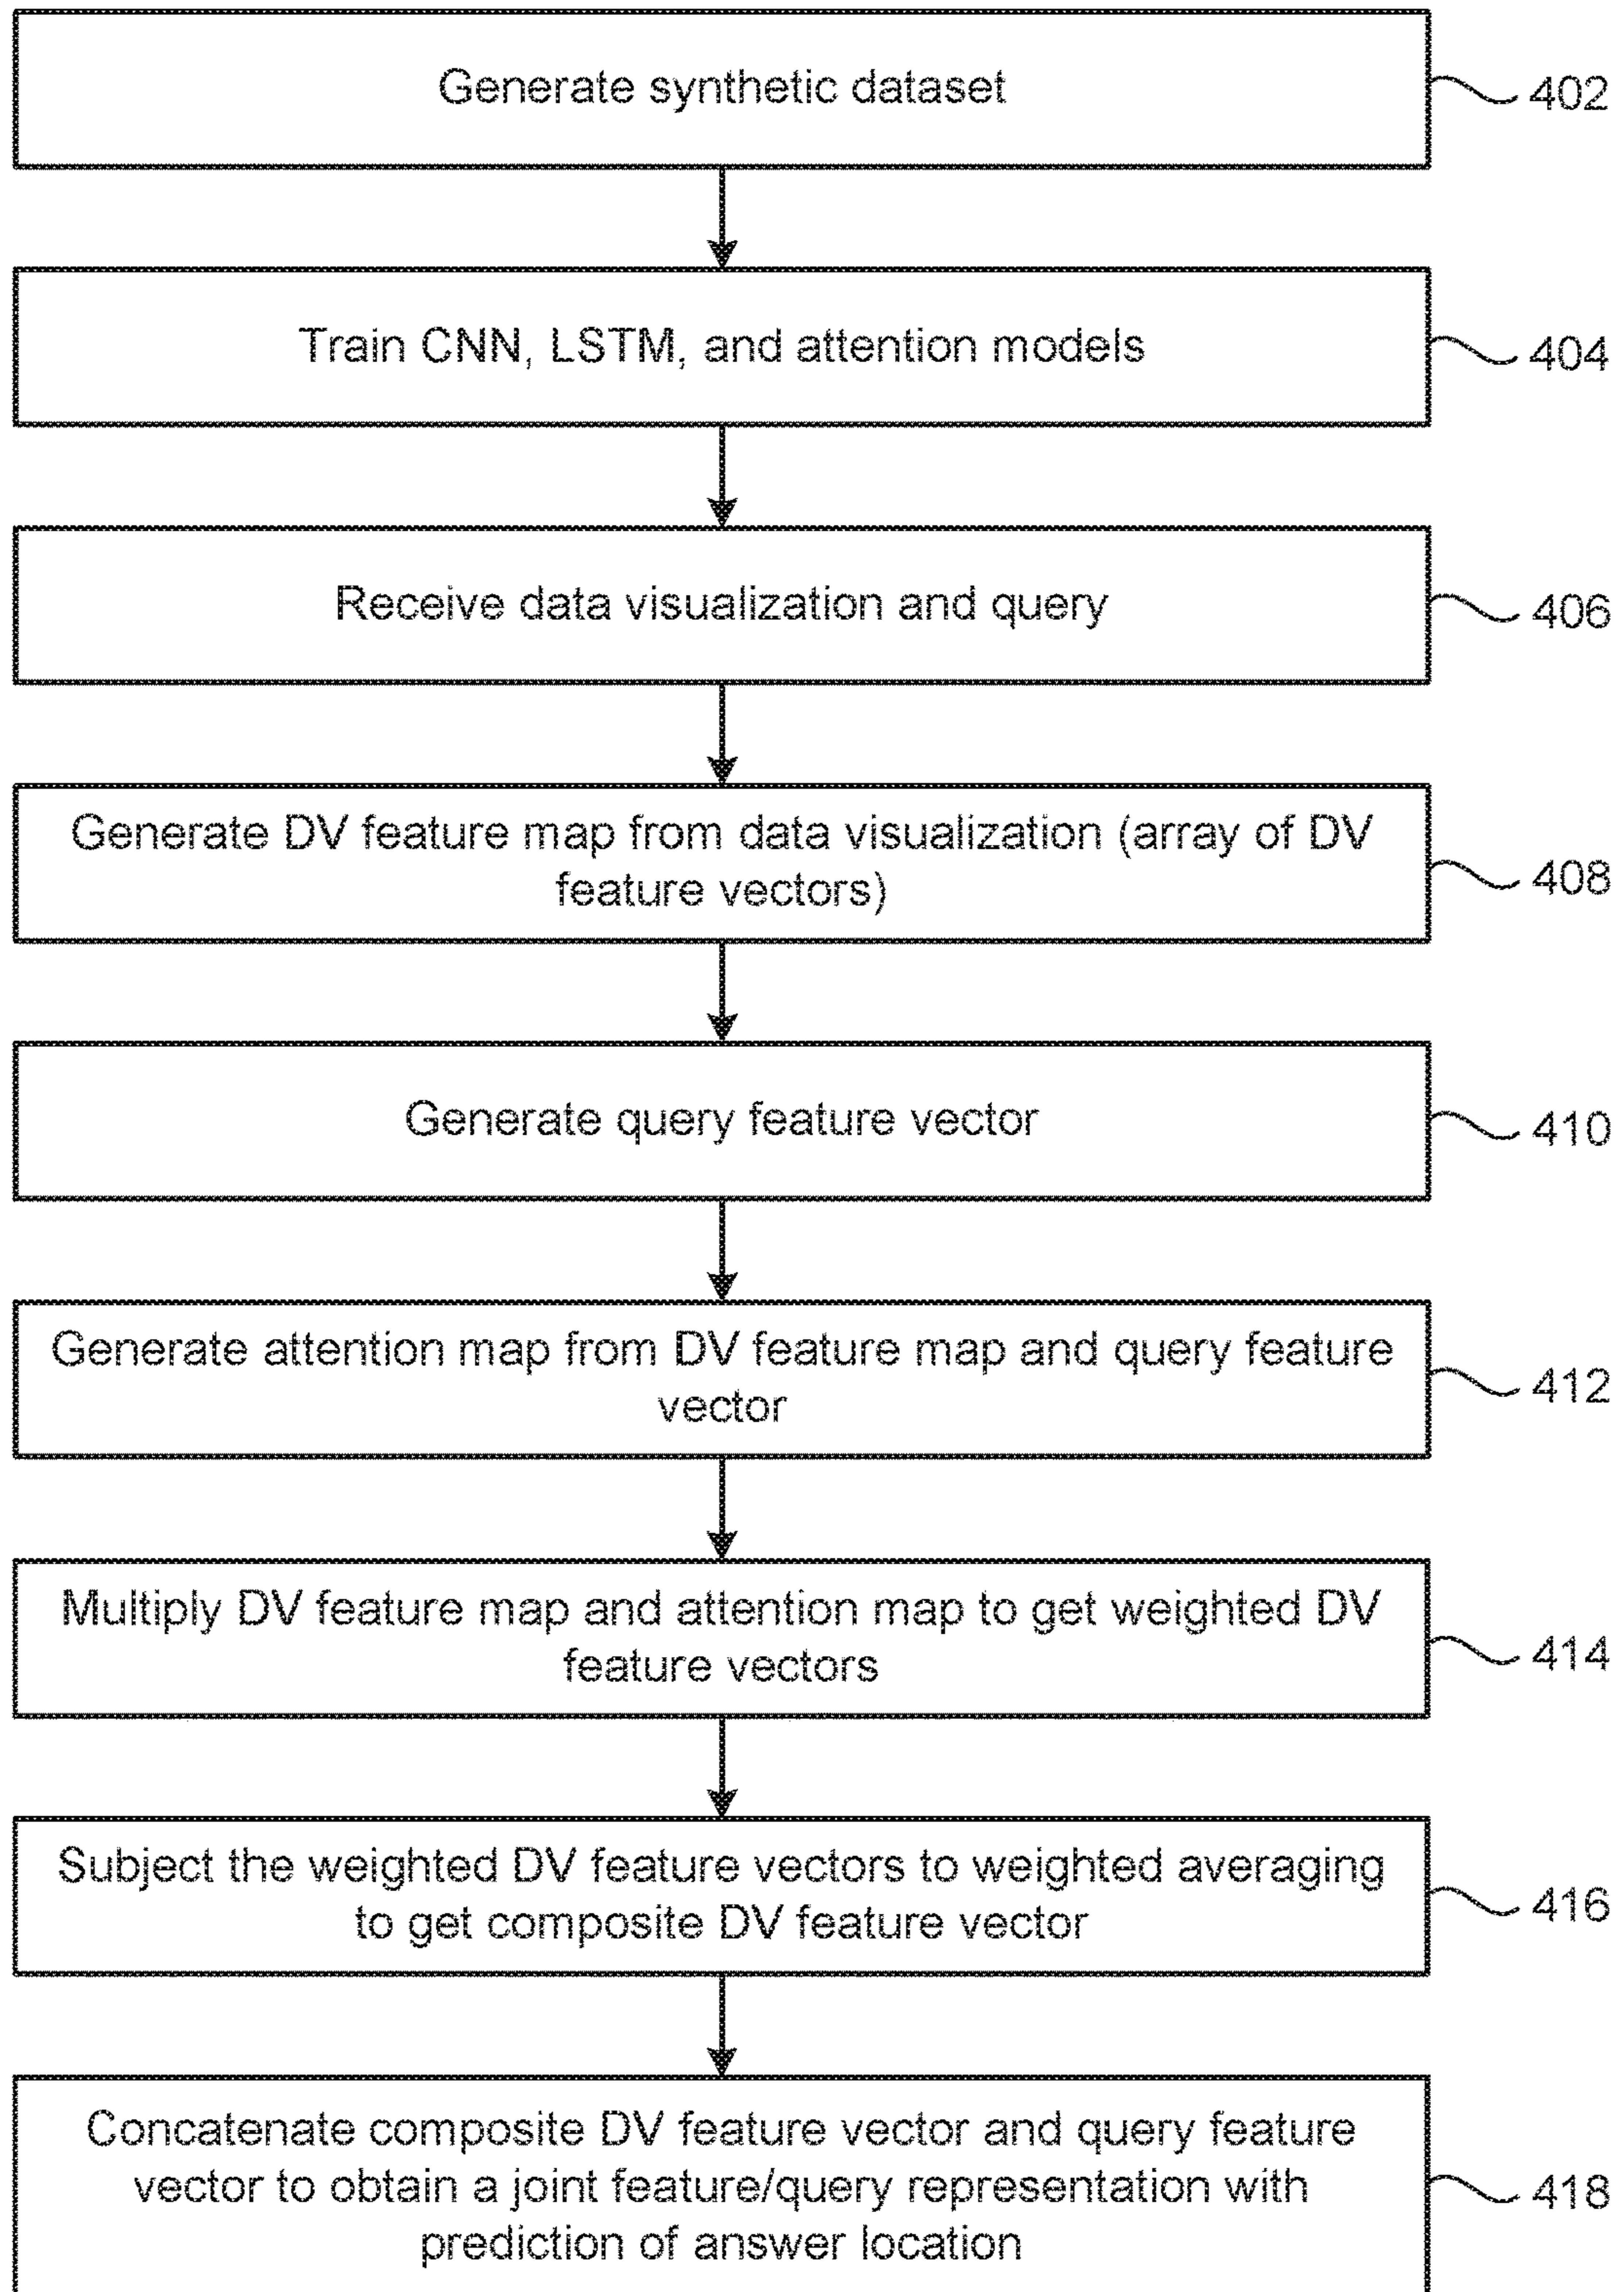 Generate synthetic dataset
402
Train CNN, LSTM, and attention models
404
Receive data visualization and query
406
Generate DV feature map from data visualization (array of DV
feature vectors)
408
Generate query feature vector
410
Generate attention map from DV feature map and query feature
vector
412
Multiply DV feature map and attention map to get weighted DV
feature vectors
414
Subject the weighted DV feature vectors to weighted averaging
to get composite DV feature vector
416
Concatenate composite DV feature vector and query feature
vector to obtain a joint feature/query representation with
prediction of answer location
418